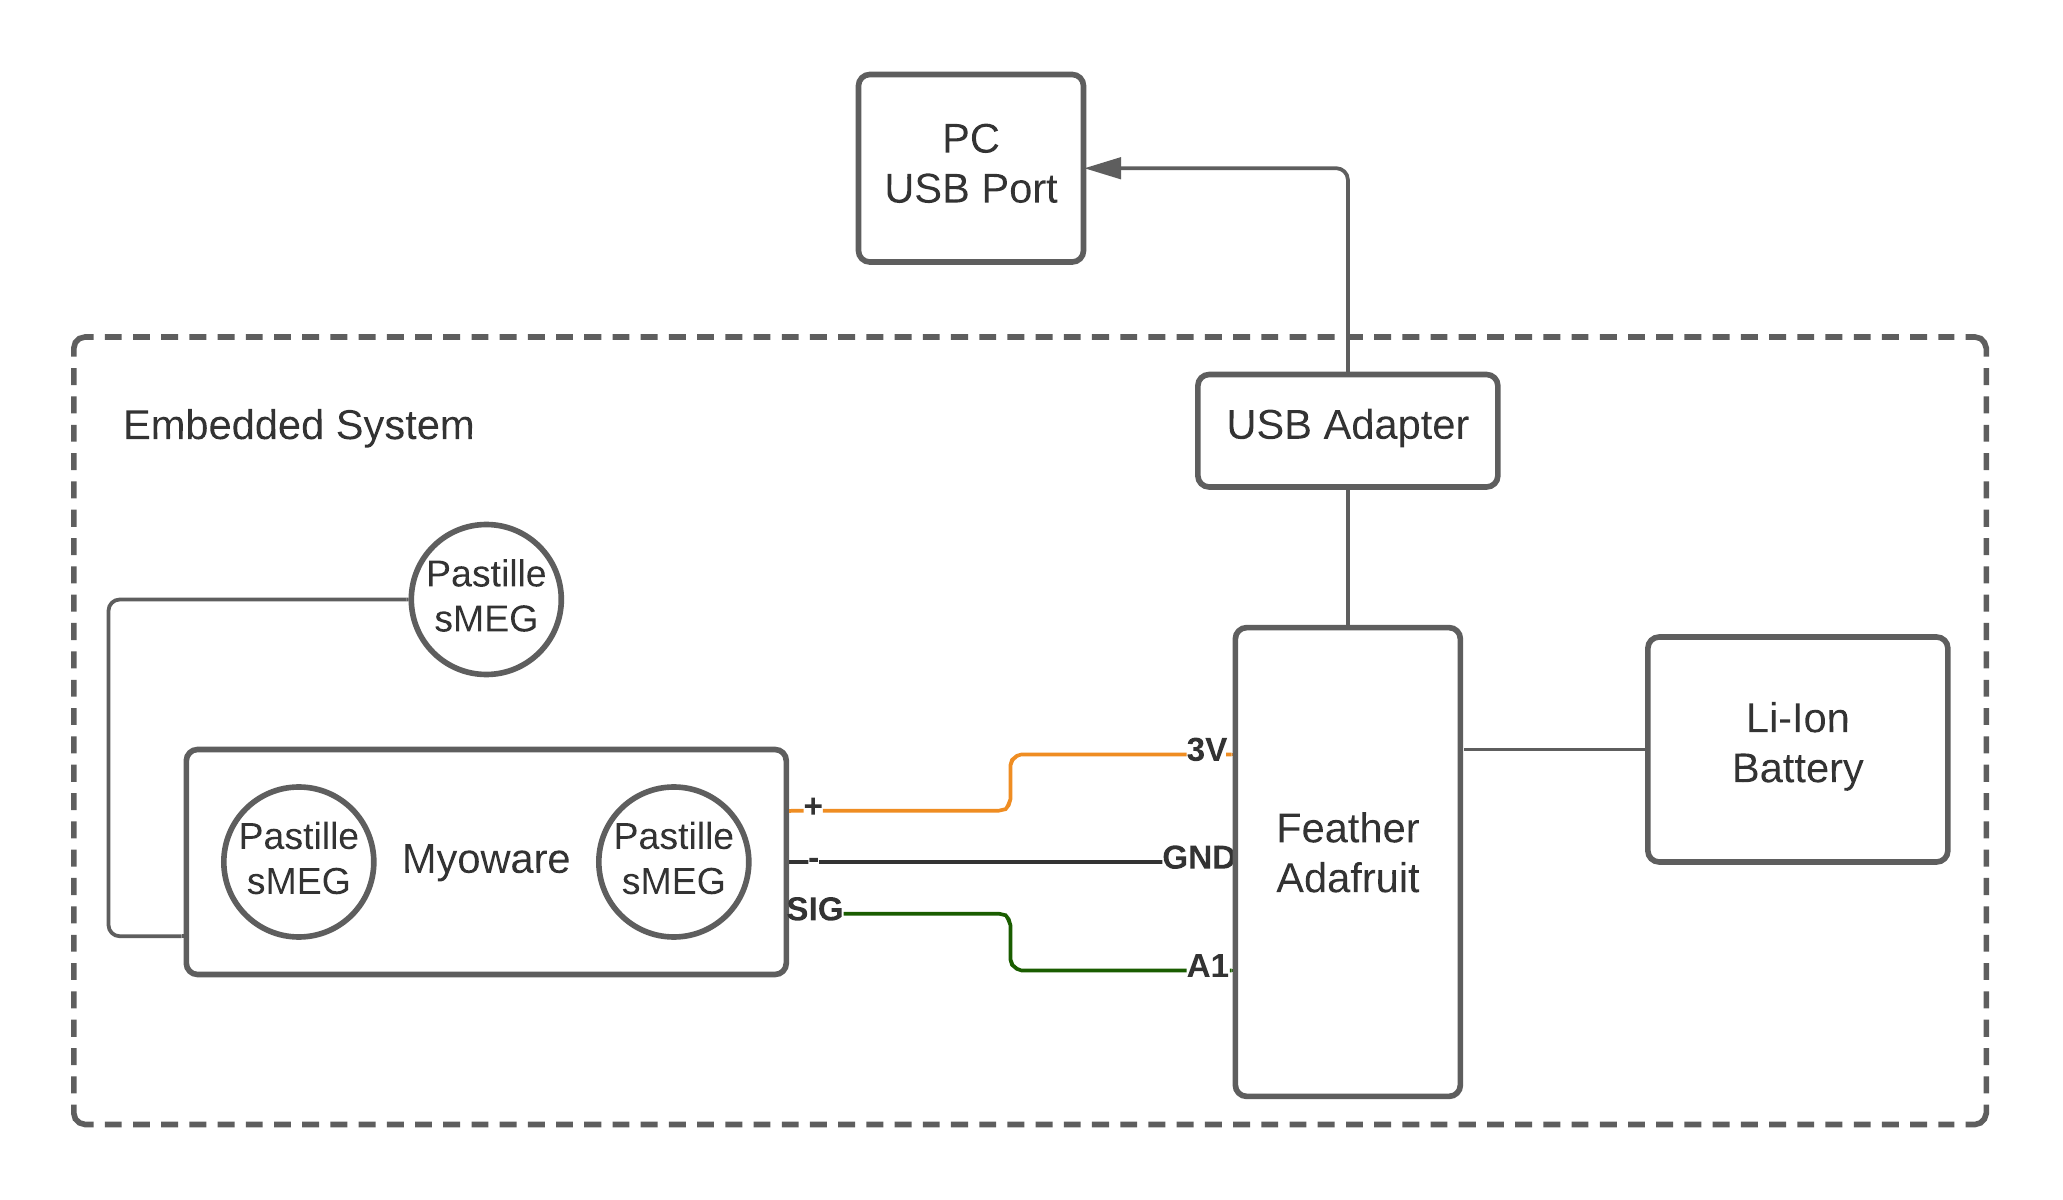 PC
USB Port
Embedded System
USB Adapter
Pastille
sMEG
Li-Ion
Battery
3V
+
Pastille
sMEG
Myoware
Pastille
sMEG
-
GND
Feather
Adafruit
SIG
A1